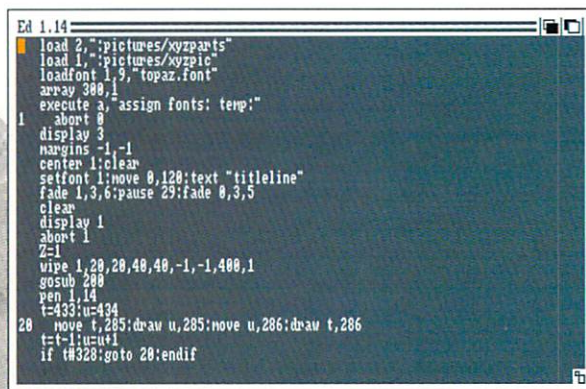 Ed 1.14
load 2,":pictures/xyzparts"
load 1,":pictures/xyzpic"
loadfont 1,9,"topaz.font"
array 300,1
execute a,"assign fonts: temp:"
1 abort 0
display 3
margins -1,-1
center 1:clear
setfont 1:move 0,120:text "titleline"
fade 1,3,6:pause 29:fade 0,3,5
clear
display 1
abort 1
Z=1
wipe 1,20,20,40,40,-1,-1,400,1
gosub 200
pen 1,14
t=433:u=434
20 move t,285:draw u,285:move u,286:draw t,286
t=t-1:u=u+1
if t#328:goto 20:endif